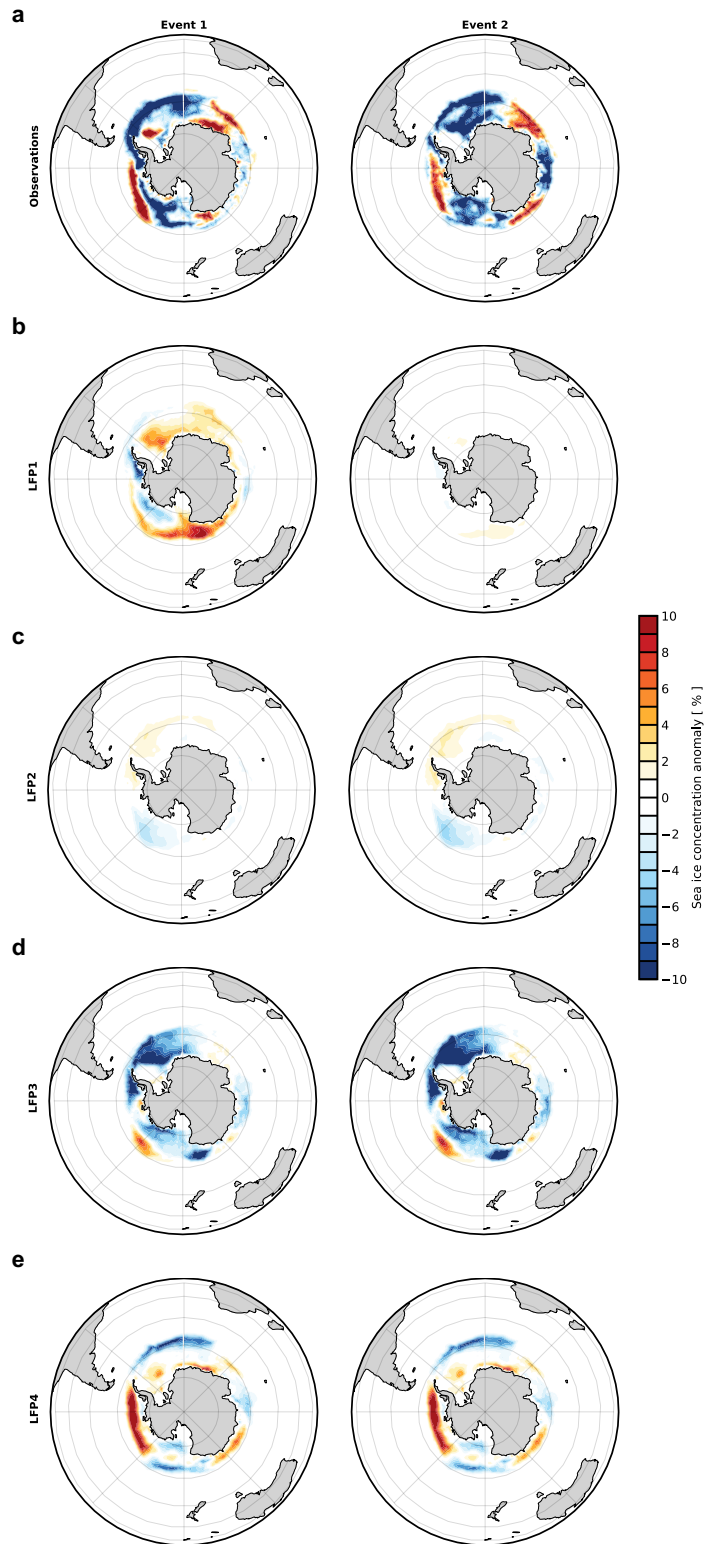 a
Event 1
Event 2
Observations
b
LFP1
c
LFP2
10
8
6
4
2
0
−2
−4
−6
−8
−10
Sea ice concentration anomaly [ % ]
d
LFP3
e
LFP4